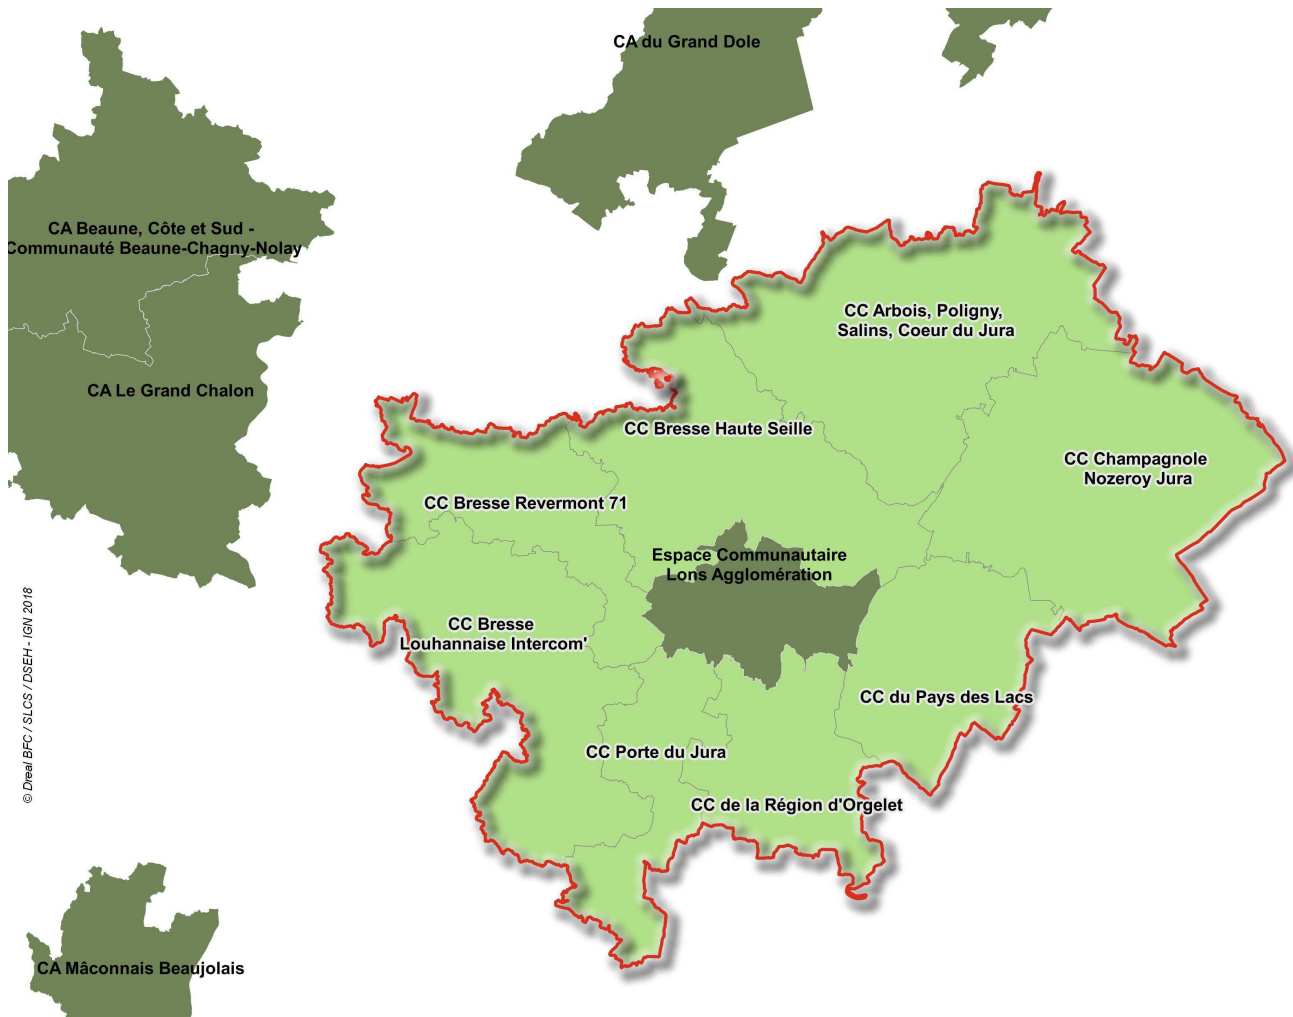 CA du Grand Dole
CA Beaune, Côte et Sud -
Communauté Beaune-Chagny-Nolay
CC Arbois, Poligny,
Salins, Coeur du Jura
CA Le Grand Chalon
CC Bresse Haute Seille
CC Champagnole
Nozeroy Jura
CC Bresse Revermont 71
Espace Communautaire
Lons Agglomération
CC Bresse
Louhannaise Intercom'
CC du Pays des Lacs
CC Porte du Jura
CC de la Région d'Orgelet
© Dreal BFC / SLCS / DSEH - IGN 2018
CA Mâconnais Beaujolais